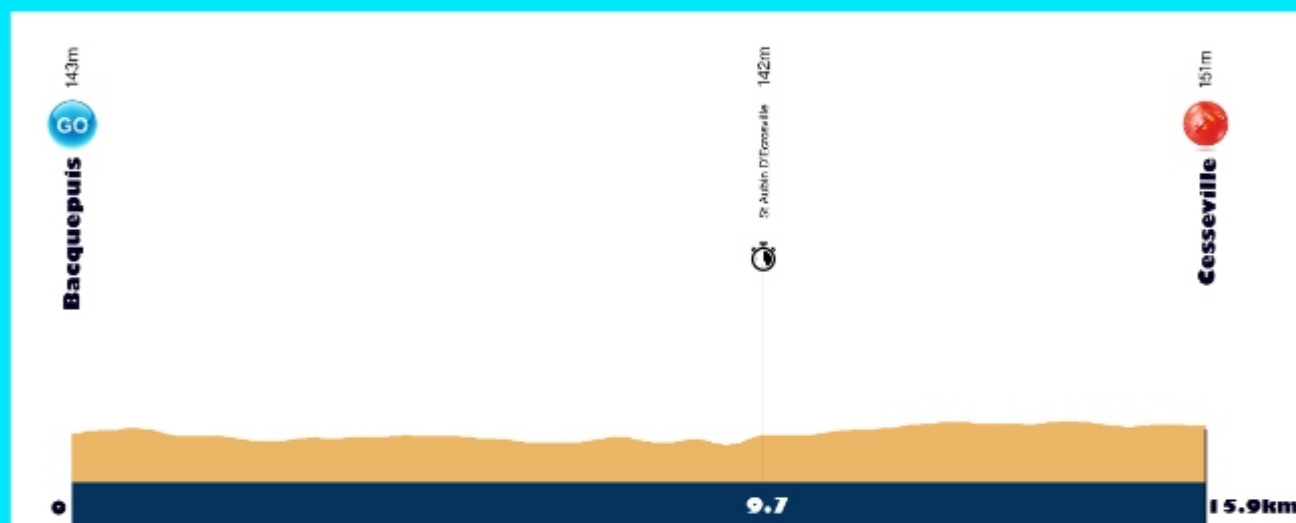 143m
GO
Bacquepuis
142m
St Aubin D'Ecrosville
151m
Cesseville
0
9.7
15.9km